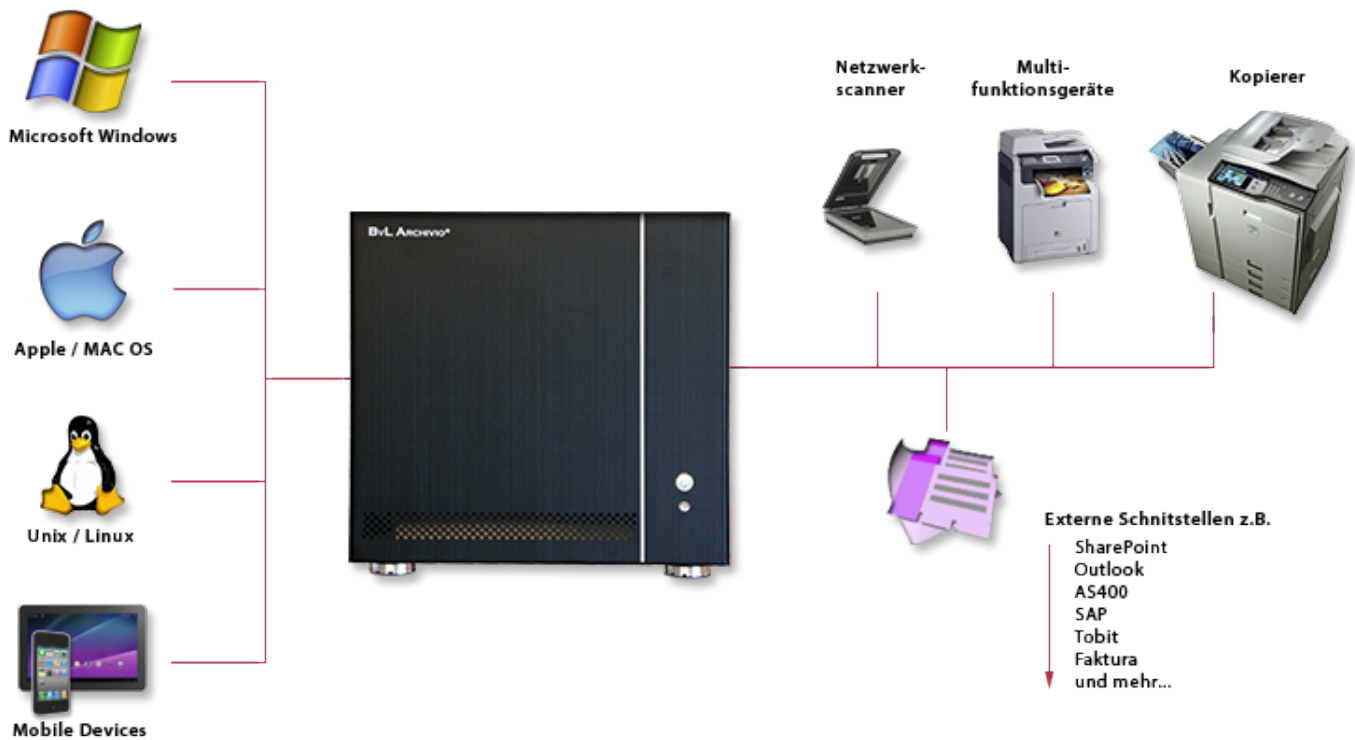 Microsoft Windows
Apple / MAC OS
Unix / Linux
Mobile Devices
BvL Archivio®
Netzwerk-
scanner
Multi-
funktionsgeräte
Kopierer
Externe Schnitstellen z.B.
SharePoint
Outlook
AS400
SAP
Tobit
Faktura
und mehr...